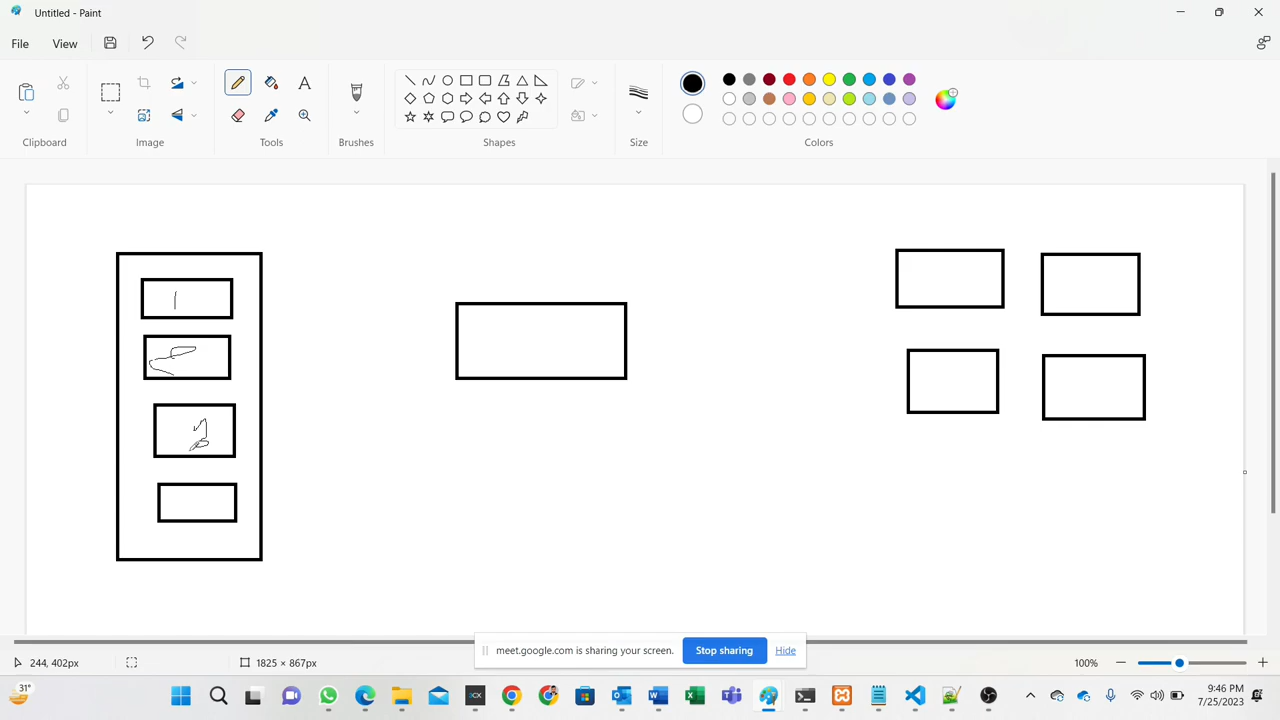 Untitled - Paint
File
View
Clipboard
Image
Tools
Brushes
Shapes
Size
Colors
1
meet.google.com is sharing your screen.
Stop sharing
Hide
244, 402px
1825 × 867px
100%
31°
9:46 PM
7/25/2023